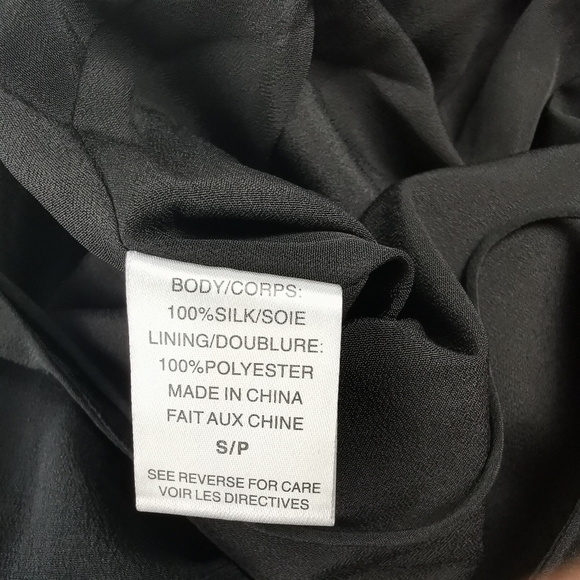 BODY/CORPS:
100%SILK/SOIE
LINING/DOUBLURE:
100%POLYESTER
MADE IN CHINA
FAIT AUX CHINE
S/P
SEE REVERSE FOR CARE
VOIR LES DIRECTIVES